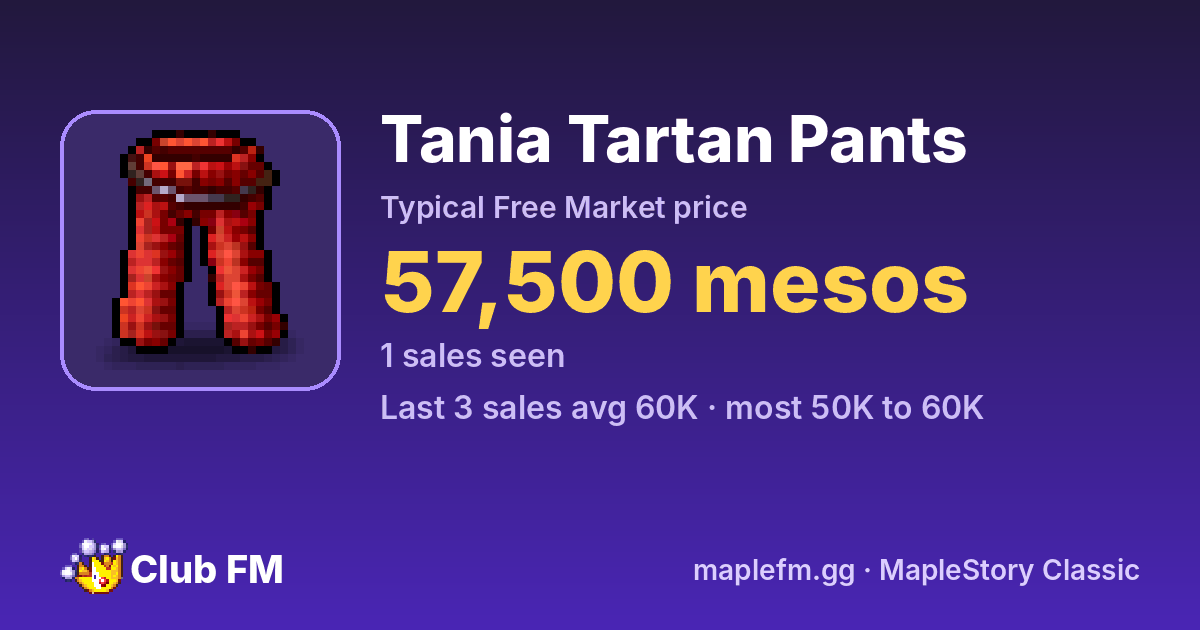 Tania Tartan Pants
Typical Free Market price
57,500 mesos
1 sales seen
Last 3 sales avg 60K · most 50K to 60K
Club FM
maplefm.gg · MapleStory Classic